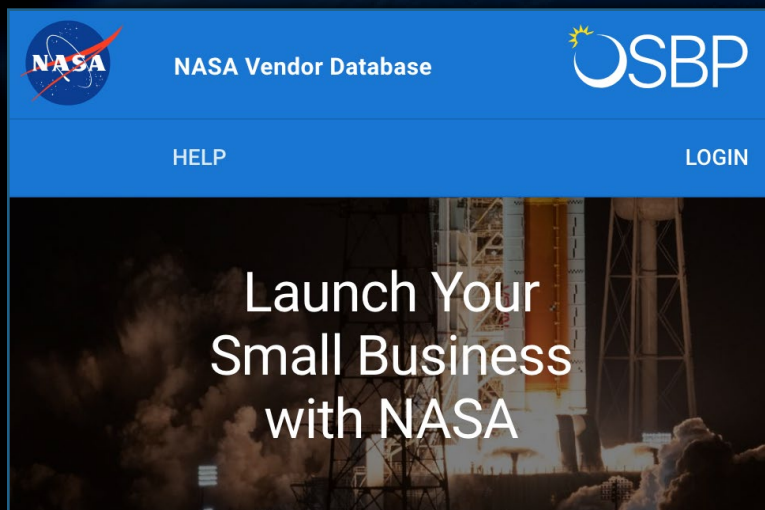 NASA
NASA Vendor Database
OSBP
HELP
LOGIN
Launch Your
Small Business
with NASA